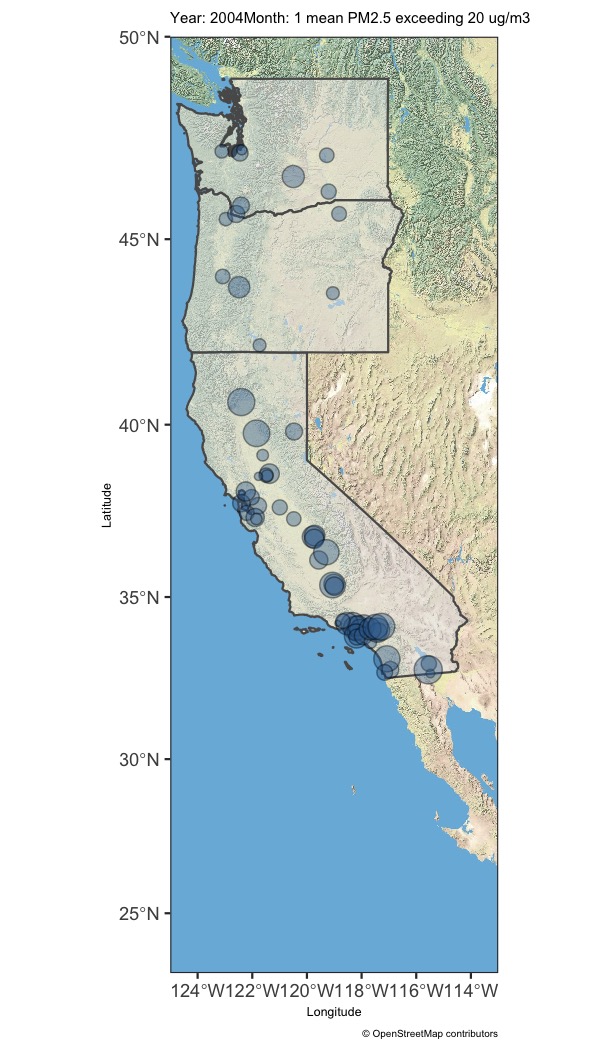 Year: 2004Month: 1 mean PM2.5 exceeding 20 ug/m3
50°N
45°N
40°N
35°N
30°N
25°N
Latitude
124°W122°W120°W118°W116°W114°W
Longitude
© OpenStreetMap contributors